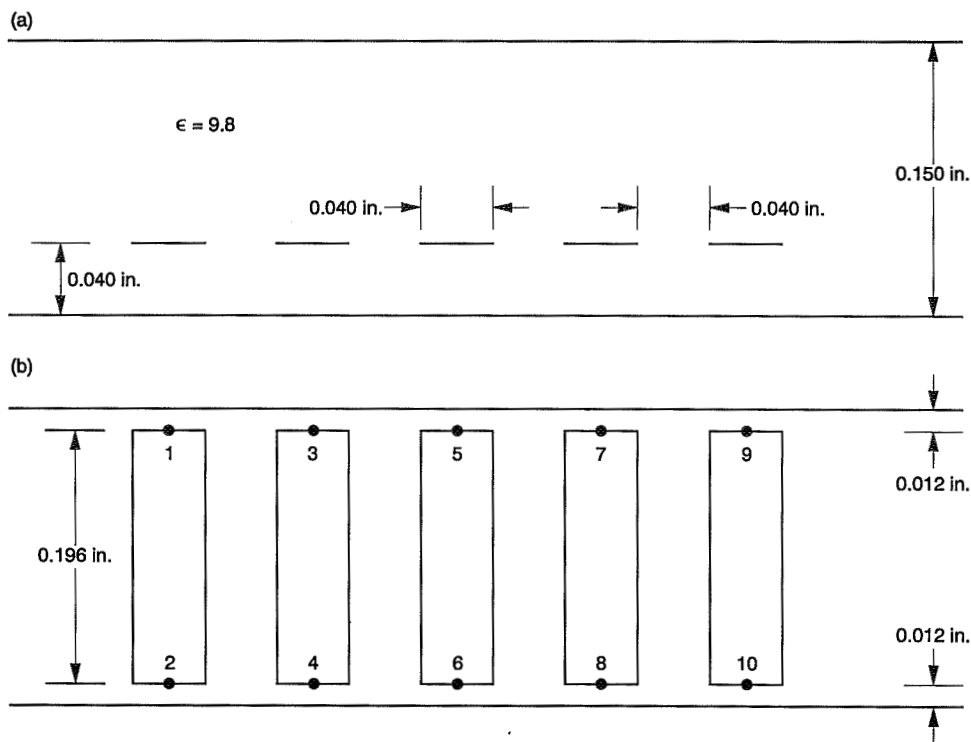 (a)
ϵ = 9.8
0.150 in.
0.040 in.
0.040 in.
0.040 in.
(b)
1 3 5 7 9
0.012 in.
0.196 in.
0.012 in.
2 4 6 8 10